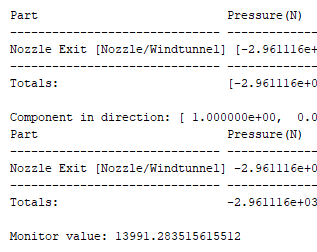 Part Pressure(N)
------------------------------ -------------
Nozzle Exit [Nozzle/Windtunnel] [-2.961116e+
------------------------------ -------------
Totals: [-2.961116e+0

Component in direction: [ 1.000000e+00, 0.0
Part Pressure(N)
------------------------------ -------------
Nozzle Exit [Nozzle/Windtunnel] -2.961116e+0
------------------------------ -------------
Totals: -2.961116e+03

Monitor value: 13991.283515615512